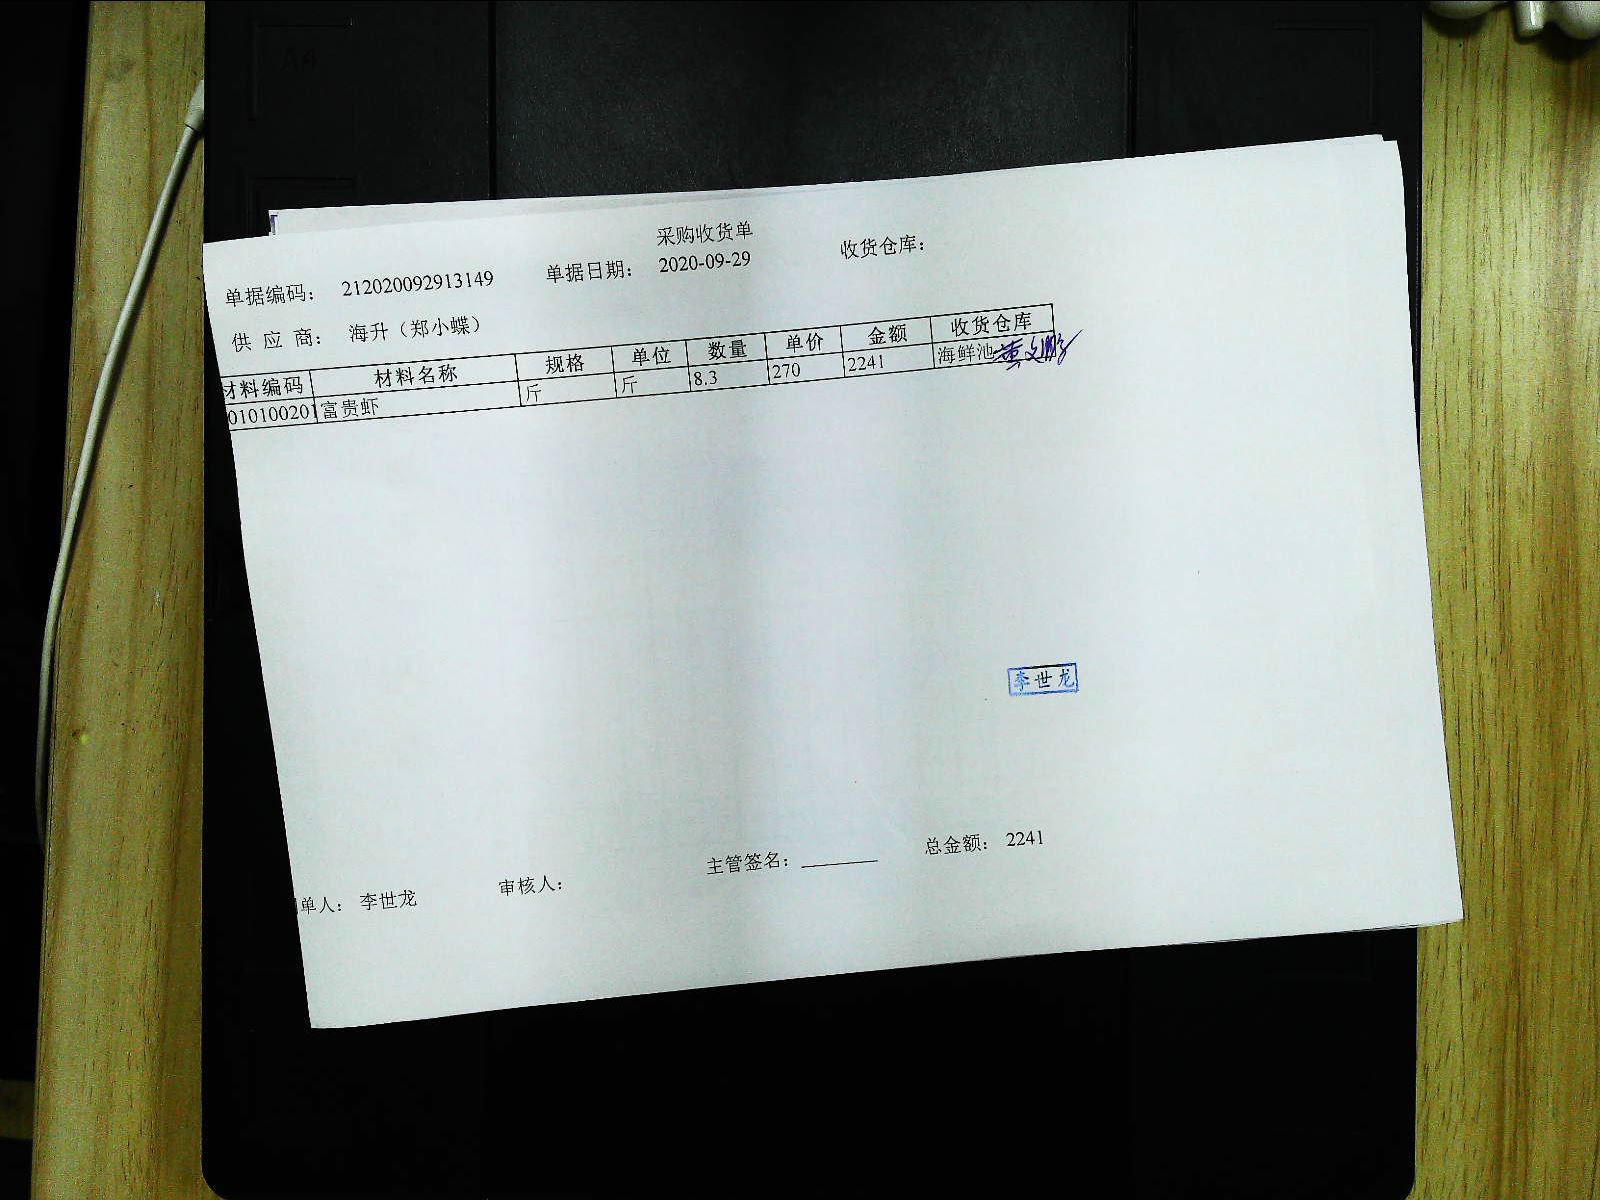 采购收货单
单据编码： 212020092913149 单据日期： 2020-09-29 收货仓库：
供 应 商： 海升（郑小蝶）
材料编码 材料名称 规格 单位 数量 单价 金额 收货仓库
010100201 富贵虾 斤 斤 8.3 270 2241 海鲜池
李世龙
单人： 李世龙 审核人： 主管签名： 总金额： 2241